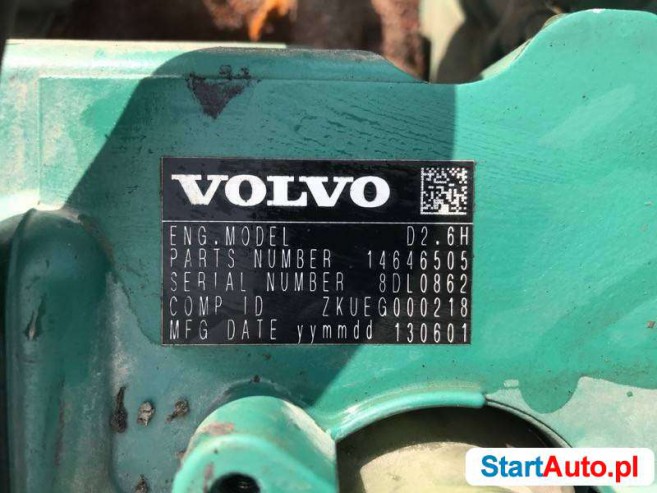 VOLVO
ENG.MODEL D2.6H
PARTS NUMBER 14646505
SERIAL NUMBER 8DL0862
COMP ID ZKUEG000218
MFG DATE yymmdd 130601
StartAuto.pl